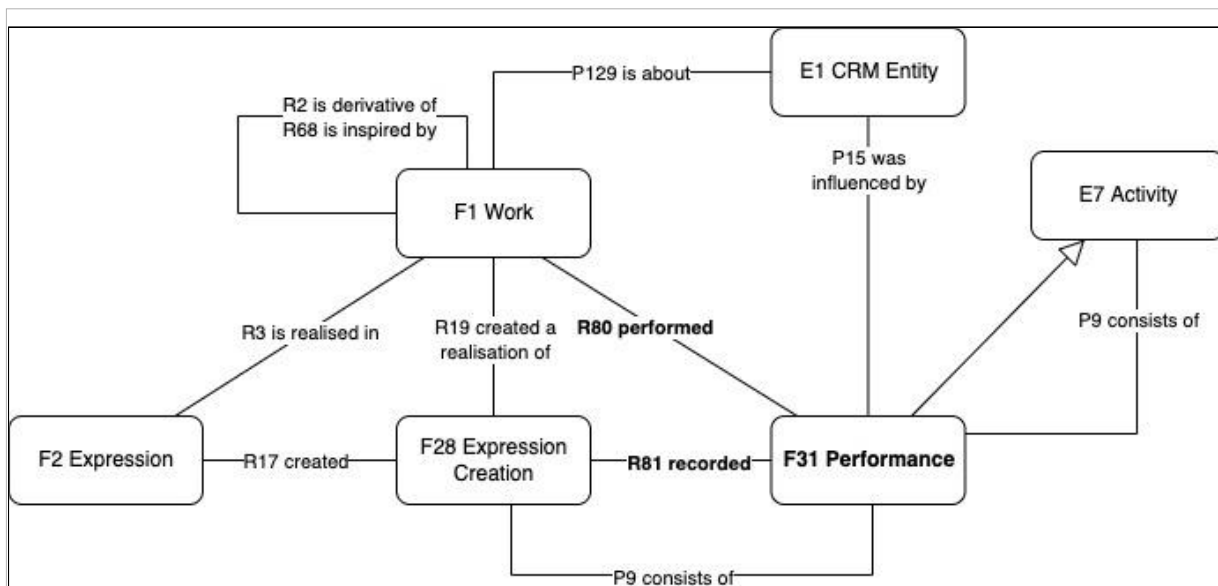 E1 CRM Entity
P129 is about
R2 is derivative of
R68 is inspired by
P15 was
influenced by
E7 Activity
F1 Work
P9 consists of
R3 is realised in
R19 created a
realisation of
R80 performed
F2 Expression
R17 created
F28 Expression
Creation
R81 recorded
F31 Performance
P9 consists of